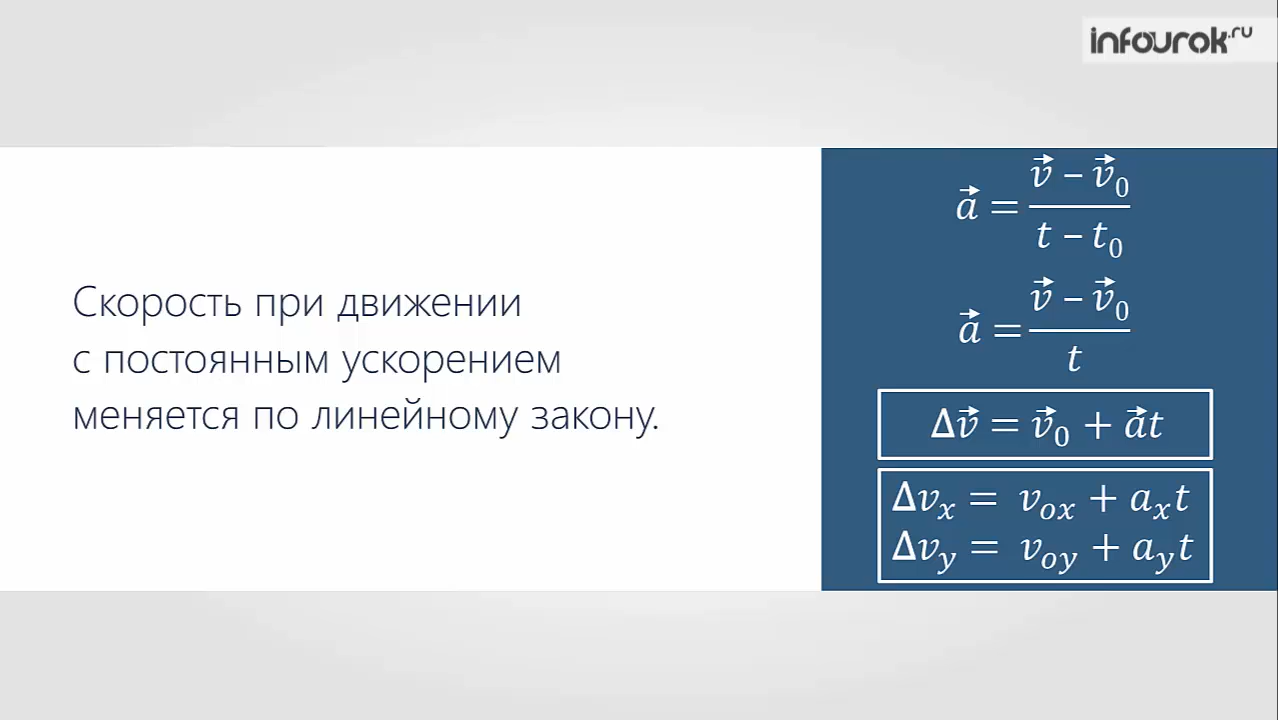 infourok.ru
Скорость при движении
с постоянным ускорением
меняется по линейному закону.
a⃗ = (v⃗ – v⃗₀) / (t – t₀)
a⃗ = (v⃗ – v⃗₀) / t
Δv⃗ = v⃗₀ + a⃗t
Δvₓ = vₒₓ + aₓt
Δv_y = v_oy + a_yt